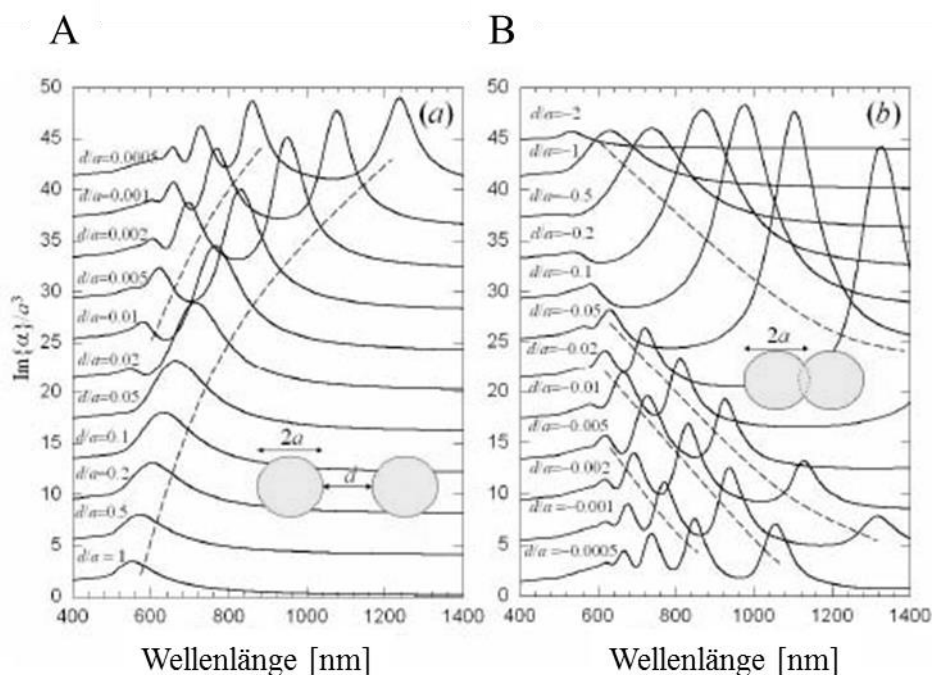 A
B
Im{α}/a³
50
45
40
35
30
25
20
15
10
5
0
(a)
d/a=0.0005
d/a=0.001
d/a=0.002
d/a=0.005
d/a=0.01
d/a=0.02
d/a=0.05
d/a=0.1
d/a=0.2
d/a=0.5
d/a= 1
2a
d
400 600 800 1000 1200 1400
Wellenlänge [nm]
50
45
40
35
30
25
20
15
10
5
0
(b)
d/a=−2
d/a=−1
d/a=−0.5
d/a=−0.2
d/a=−0.1
d/a=−0.05
d/a=−0.02
d/a=−0.01
d/a=−0.005
d/a=−0.002
d/a=−0.001
d/a=−0.0005
2a
400 600 800 1000 1200 1400
Wellenlänge [nm]